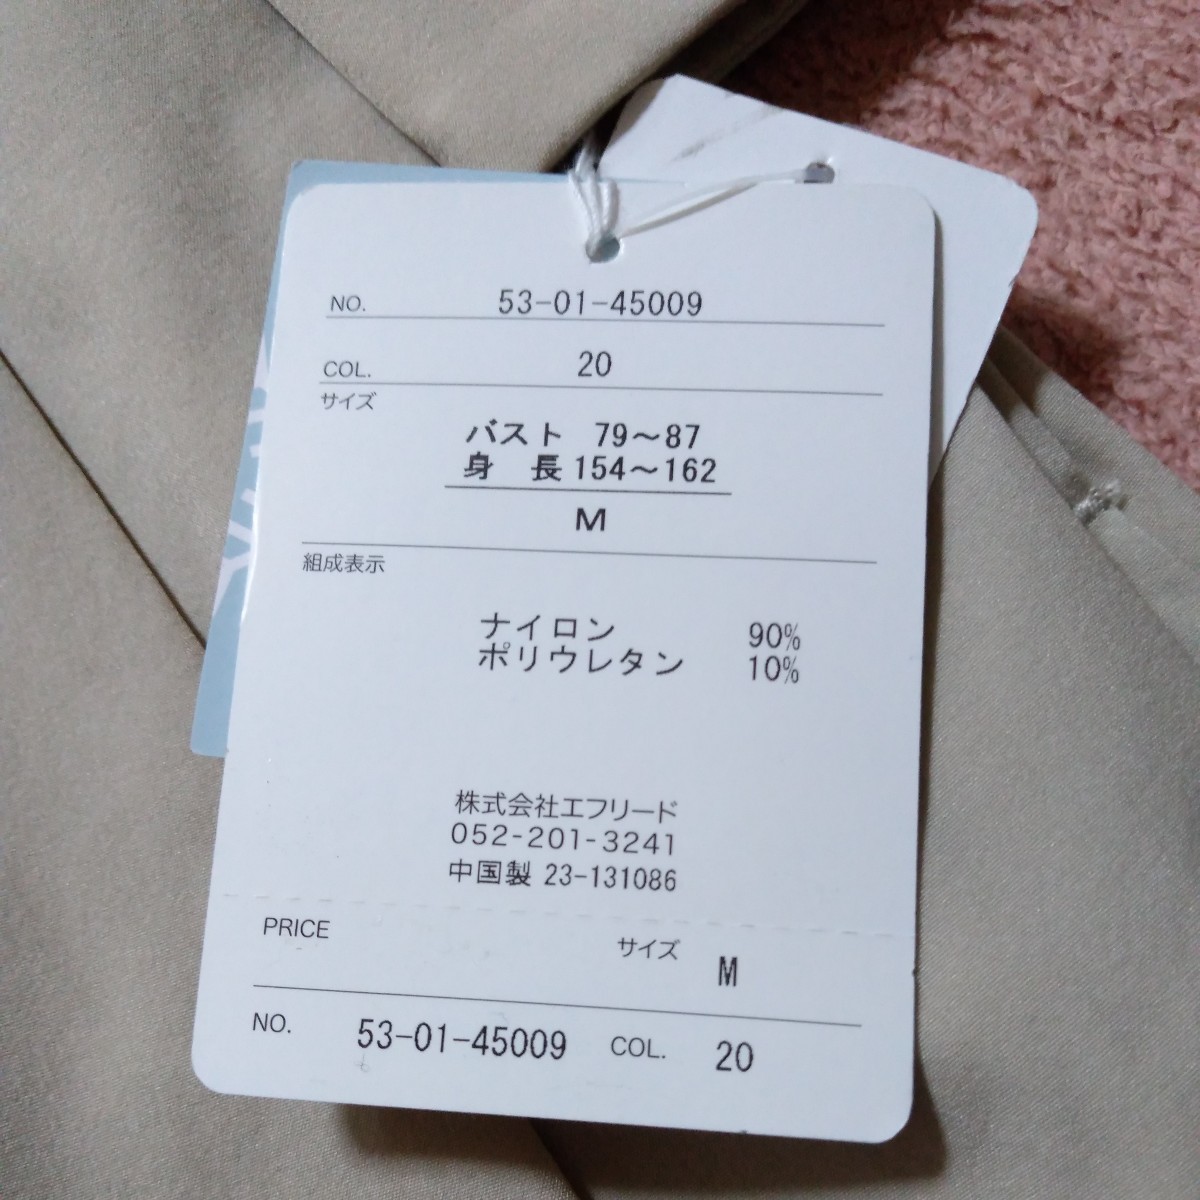 NO. 53-01-45009
COL. 20
サイズ
バスト 79～87
身 長 154～162
M
組成表示
ナイロン 90%
ポリウレタン 10%
株式会社エフリード
052-201-3241
中国製 23-131086
PRICE サイズ M
NO. 53-01-45009 COL. 20